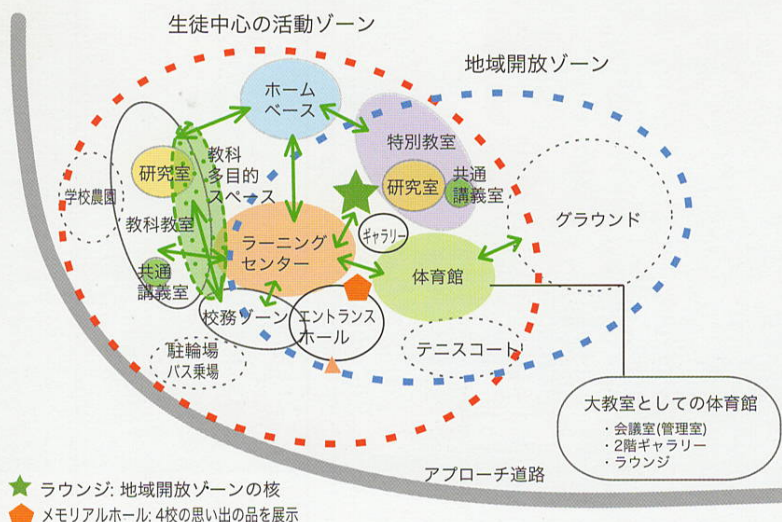 生徒中心の活動ゾーン
地域開放ゾーン
ホーム
ベース
特別教室
研究室
共通
講義室
教科
多目的
スペース
研究室
学校農園
教科教室
共通
講義室
ラーニング
センター
ギャラリー
グラウンド
体育館
校務ゾーン
エントランス
ホール
テニスコート
駐輪場
バス乗場
大教室としての体育館
・会議室(管理室)
・2階ギャラリー
・ラウンジ
アプローチ道路
ラウンジ: 地域開放ゾーンの核
メモリアルホール: 4校の思い出の品を展示